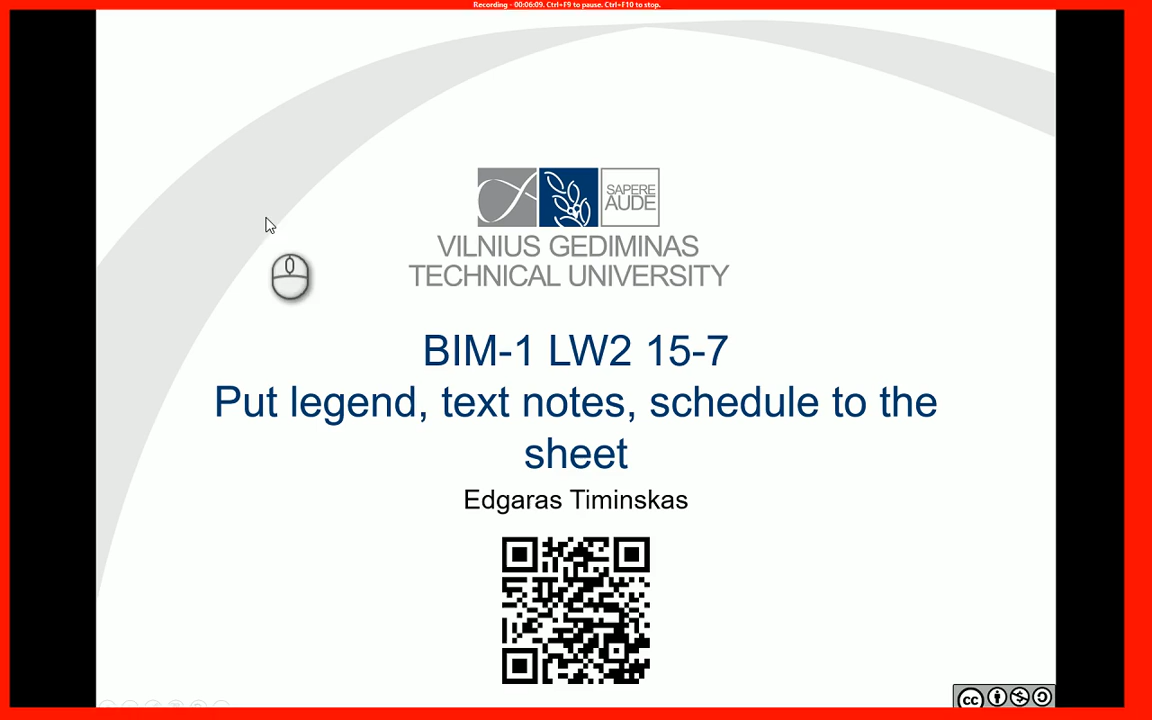 Recording - 00:06:09. Ctrl+F9 to pause. Ctrl+F10 to stop.
SAPERE
AUDE
VILNIUS GEDIMINAS
TECHNICAL UNIVERSITY
BIM-1 LW2 15-7
Put legend, text notes, schedule to the
sheet
Edgaras Timinskas
cc